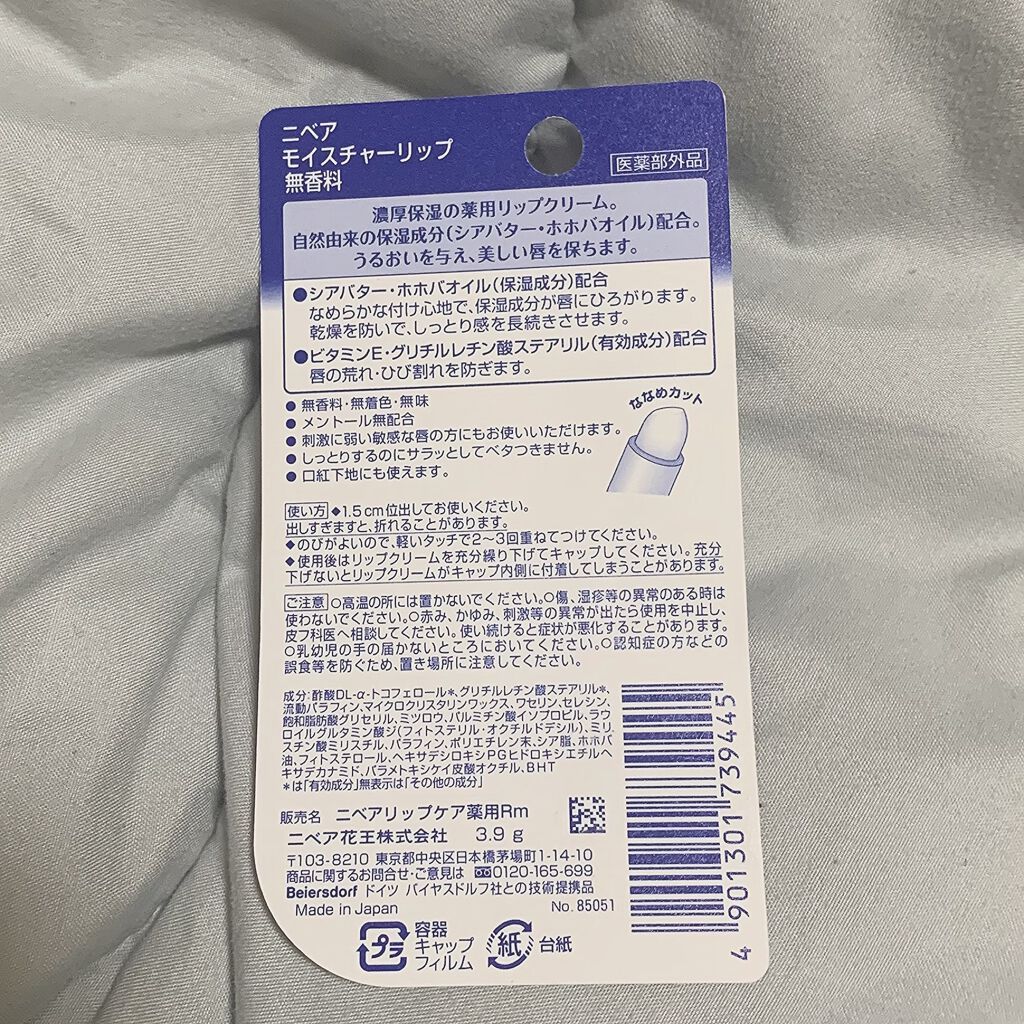 ニベア
モイスチャーリップ
無香料
医薬部外品
濃厚保湿の薬用リップクリーム。
自然由来の保湿成分(シアバター・ホホバオイル)配合。
うるおいを与え、美しい唇を保ちます。
●シアバター・ホホバオイル(保湿成分)配合
なめらかな付け心地で、保湿成分が唇にひろがります。
乾燥を防いで、しっとり感を長続きさせます。
●ビタミンE・グリチルレチン酸ステアリル(有効成分)配合
唇の荒れ・ひび割れを防ぎます。
● 無香料・無着色・無味
● メントール無配合
● 刺激に弱い敏感な唇の方にもお使いいただけます。
● しっとりするのにサラッとしてベタつきません。
● 口紅下地にも使えます。
ななめカット
使い方 ◆1.5cm位出してお使いください。
出しすぎますと、折れることがあります。
◆のびがよいので、軽いタッチで2〜3回重ねてつけてください。
◆使用後はリップクリームを充分繰り下げてキャップしてください。充分
下げないとリップクリームがキャップ内側に付着してしまうことがあります。
ご注意 ○高温の所には置かないでください。○傷、湿疹等の異常のある時は
使わないでください。○赤み、かゆみ、刺激等の異常が出たら使用を中止し、
皮フ科医へ相談してください。使い続けると症状が悪化することがあります。
○乳幼児の手の届かないところにおいてください。○認知症の方などの
誤食等を防ぐため、置き場所に注意してください。
成分:酢酸DL-α-トコフェロール*、グリチルレチン酸ステアリル*、
流動パラフィン、マイクロクリスタリンワックス、ワセリン、セレシン、
飽和脂肪酸グリセリル、ミツロウ、パルミチン酸イソプロピル、ラウ
ロイルグルタミン酸ジ(フィトステリル・オクチルドデシル)、ミリ
スチン酸ミリスチル、パラフィン、ポリエチレン末、シア脂、ホホバ
油、フィトステロール、ヘキサデシロキシPGヒドロキシエチルヘ
キサデカナミド、パラメトキシケイ皮酸オクチル、BHT
*は「有効成分」無表示は「その他の成分」
販売名 ニベアリップケア薬用Rm
ニベア花王株式会社 3.9g
〒103-8210 東京都中央区日本橋茅場町1-14-10
商品に関するお問合せ・ご意見は 0120-165-699
Beiersdorf ドイツ バイヤスドルフ社との技術提携品
Made in Japan No.85051
4 901301 739445
プラ
容器
キャップ
フィルム
紙 台紙